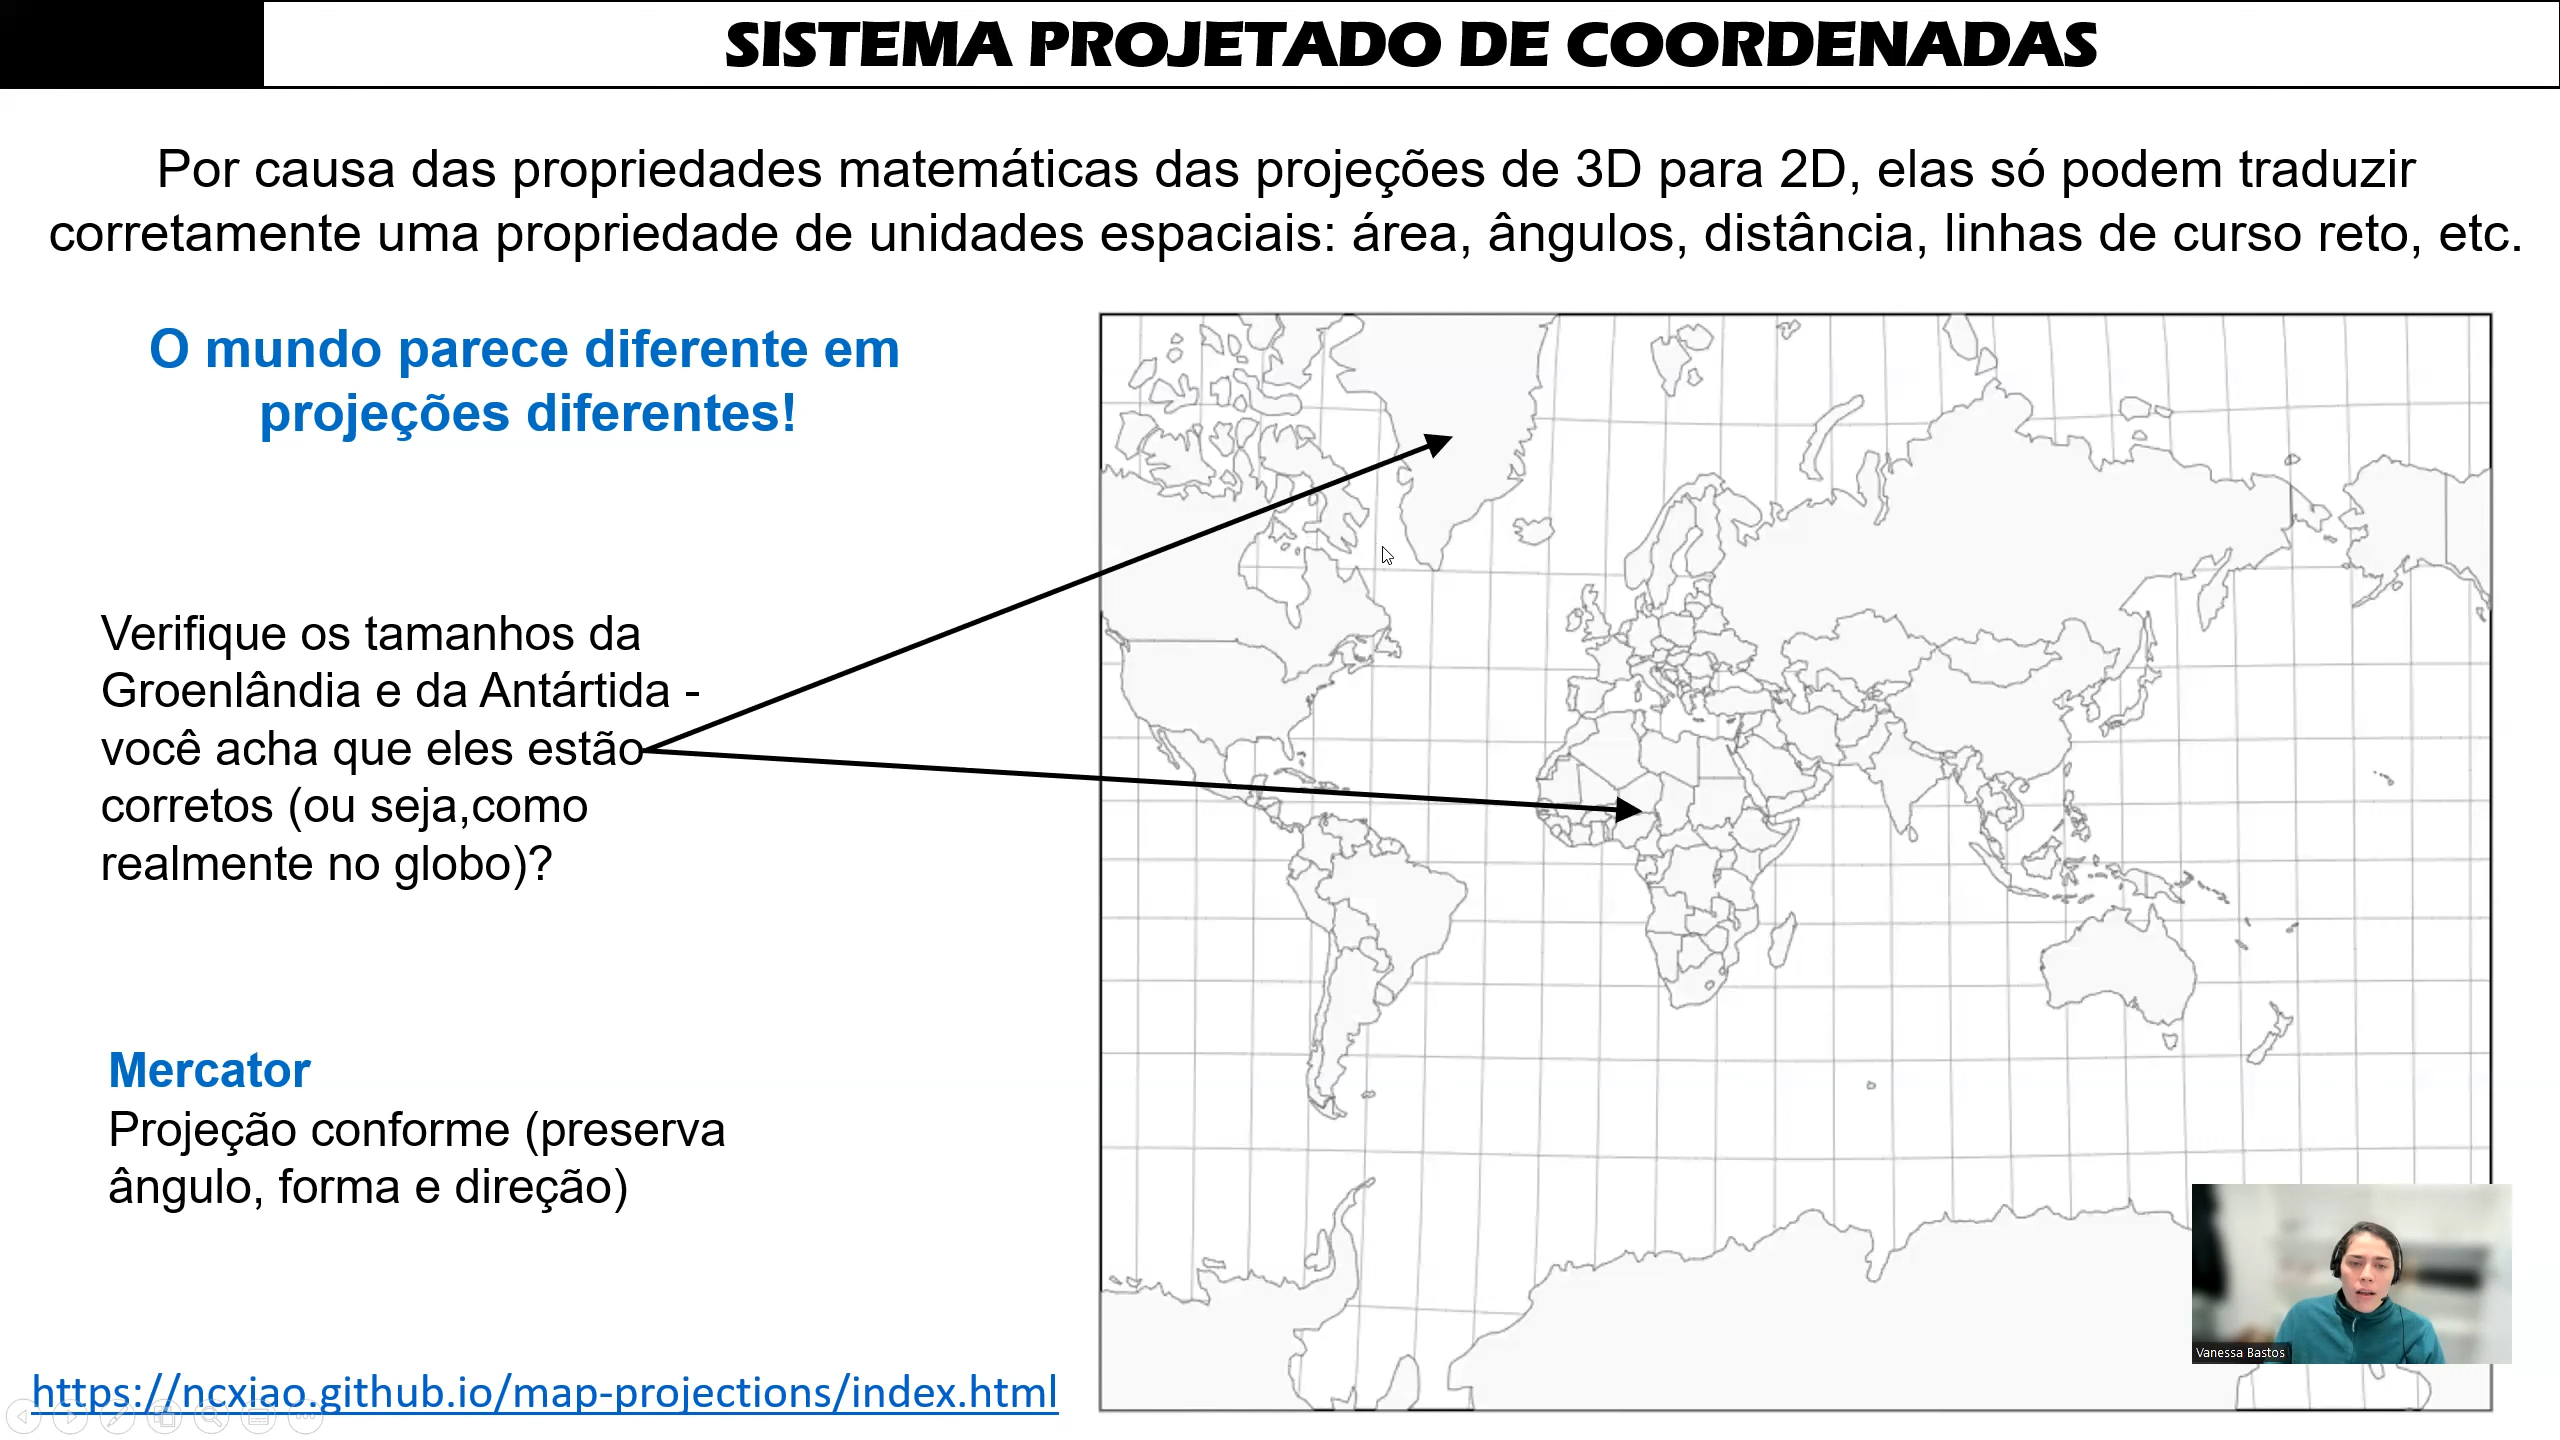 SISTEMA PROJETADO DE COORDENADAS
Por causa das propriedades matemáticas das projeções de 3D para 2D, elas só podem traduzir
corretamente uma propriedade de unidades espaciais: área, ângulos, distância, linhas de curso reto, etc.
O mundo parece diferente em
projeções diferentes!
Verifique os tamanhos da
Groenlândia e da Antártida -
você acha que eles estão
corretos (ou seja,como
realmente no globo)?
Mercator
Projeção conforme (preserva
ângulo, forma e direção)
https://ncxiao.github.io/map-projections/index.html
Vanessa Bastos